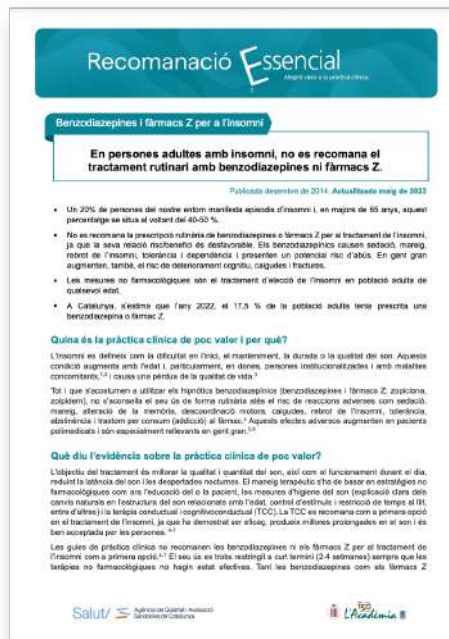 Recomanació Essencial
Afegint valor a la pràctica clínica
Benzodiazepines i fàrmacs Z per a l'insomni
En persones adultes amb insomni, no es recomana el
tractament rutinari amb benzodiazepines ni fàrmacs Z.
Publicada desembre de 2014. Actualitzada maig de 2023
• Un 20% de persones del nostre entorn manifesta episodis d'insomni i, en majors de 65 anys, aquest
percentatge se situa al voltant del 40-50 %.
• No es recomana la prescripció rutinària de benzodiazepines o fàrmacs Z per al tractament de l'insomni,
ja que la seva relació risc/benefici és desfavorable. Els benzodiazepínics causen sedació, mareig,
rebrot de l'insomni, tolerància i dependència i presenten un potencial risc d'abús. En gent gran
augmenten, també, el risc de deteriorament cognitiu, caigudes i fractures.
• Les mesures no farmacològiques són el tractament d'elecció de l'insomni en població adulta de
qualsevol edat.
• A Catalunya, s'estima que l'any 2022, el 17,5 % de la població adulta tenia prescrita una
benzodiazepina o fàrmac Z.
Quina és la pràctica clínica de poc valor i per què?
L'insomni es defineix com la dificultat en l'inici, el manteniment, la durada o la qualitat del son. Aquesta
condició augmenta amb l'edat i, particularment, en dones, persones institucionalitzades i amb malalties
concomitants,1,2 i causa una pèrdua de la qualitat de vida.3
Tot i que s'acostumen a utilitzar els hipnòtics benzodiazepínics (benzodiazepines i fàrmacs Z: zopiclona,
zolpidem), no s'aconsella el seu ús de forma rutinària atès el risc de reaccions adverses com sedació,
mareig, alteració de la memòria, descoordinació motora, caigudes, rebrot de l'insomni, tolerància,
abstinència i trastorn per consum (addicció) al fàrmac.4 Aquests efectes adversos augmenten en pacients
polimedicats i són especialment rellevants en gent gran.5,6
Què diu l'evidència sobre la pràctica clínica de poc valor?
L'objectiu del tractament és millorar la qualitat i quantitat del son, així com el funcionament durant el dia,
reduint la latència del son i les despertades nocturnes. El maneig terapèutic s'ha de basar en estratègies no
farmacològiques com ara l'educació del o la pacient, les mesures d'higiene del son (explicació clara dels
canvis naturals en l'estructura del son relacionats amb l'edat, control d'estímuls i restricció de temps al llit,
entre d'altres) i la teràpia conductual i cognitivoconductual (TCC). La TCC es recomana com a primera opció
en el tractament de l'insomni, ja que ha demostrat ser eficaç, produeix millores prolongades en el son i és
ben acceptada per les persones.
Les guies de pràctica clínica no recomanen les benzodiazepines ni els fàrmacs Z per al tractament de
l'insomni com a primera opció. El seu ús es troba restringit a curt termini (2-4 setmanes) sempre que les
teràpies no farmacològiques no hagin estat efectives. Tant les benzodiazepines com els fàrmacs Z
Salut/ Agència de Qualitat i Avaluació
Sanitàries de Catalunya
L'Acadèmia